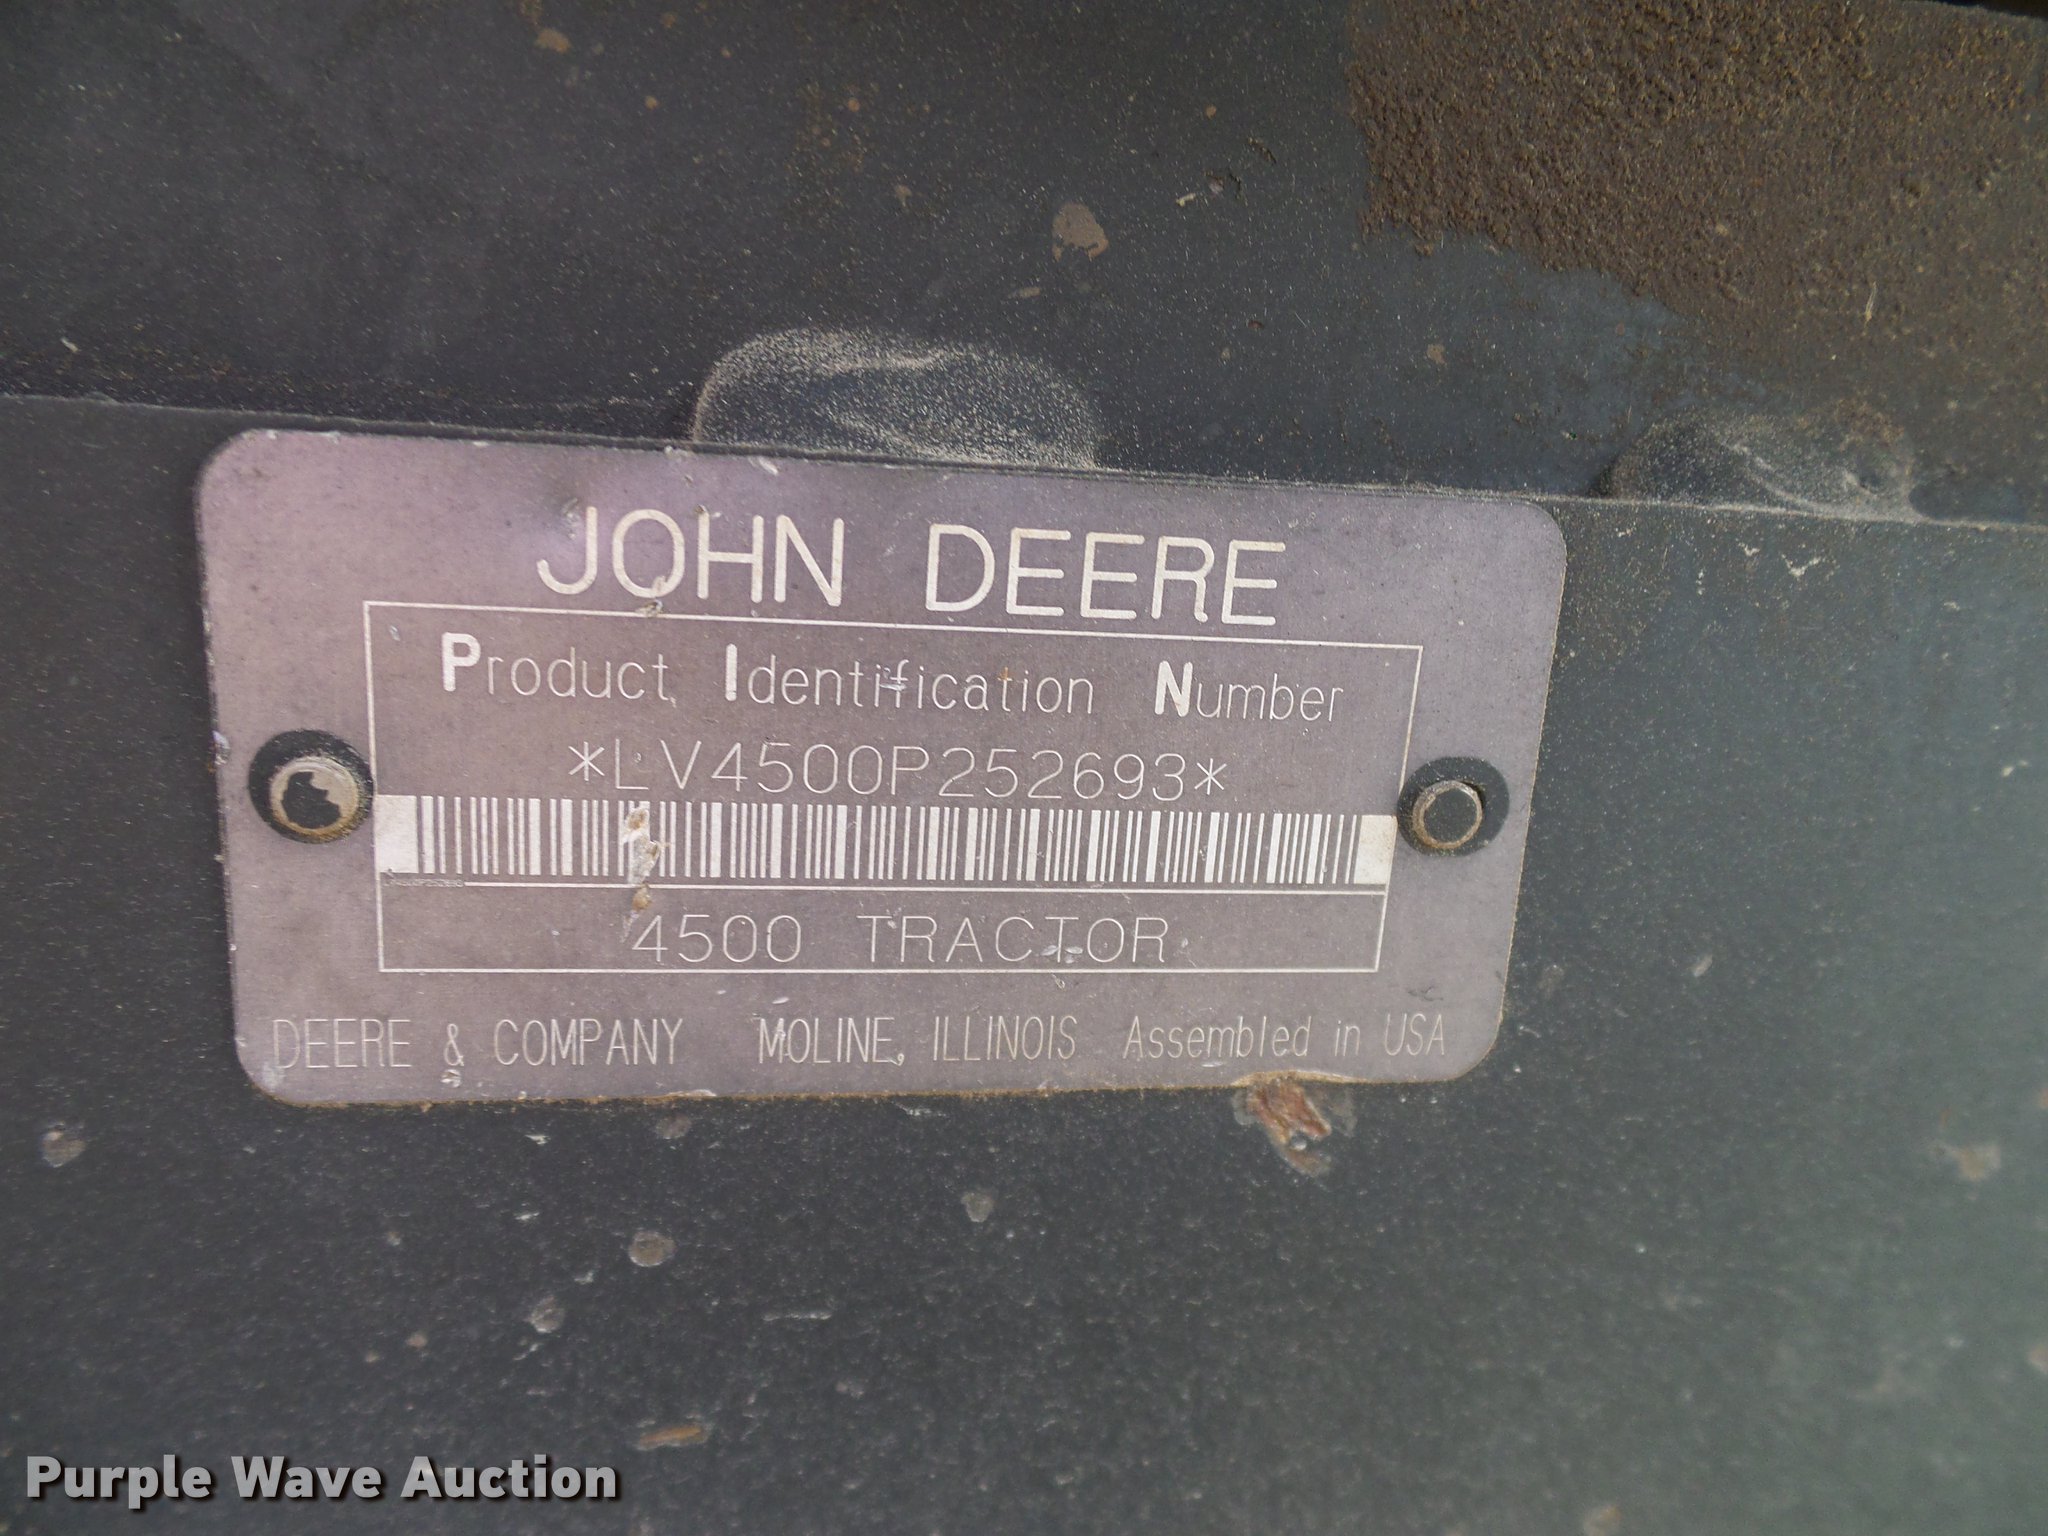 JOHN DEERE
Product Identification Number
*LV4500P252693*
4500 TRACTOR
DEERE & COMPANY MOLINE, ILLINOIS Assembled in USA
Purple Wave Auction